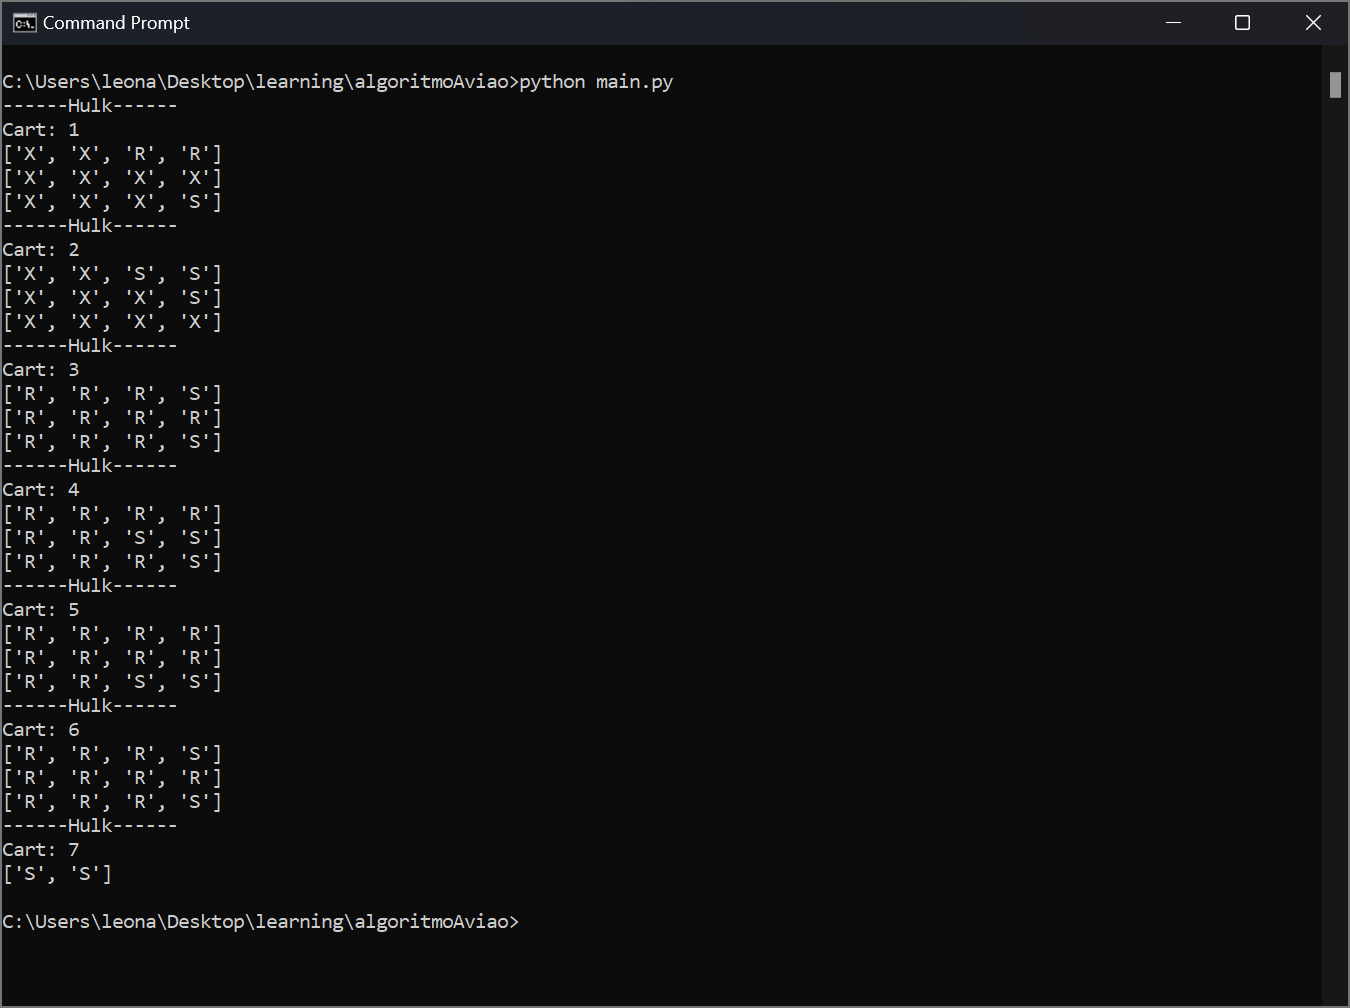 Command Prompt
C:\Users\leona\Desktop\learning\algoritmoAviao>python main.py
------Hulk------
Cart: 1
['X', 'X', 'R', 'R']
['X', 'X', 'X', 'X']
['X', 'X', 'X', 'S']
------Hulk------
Cart: 2
['X', 'X', 'S', 'S']
['X', 'X', 'X', 'S']
['X', 'X', 'X', 'X']
------Hulk------
Cart: 3
['R', 'R', 'R', 'S']
['R', 'R', 'R', 'R']
['R', 'R', 'R', 'S']
------Hulk------
Cart: 4
['R', 'R', 'R', 'R']
['R', 'R', 'S', 'S']
['R', 'R', 'R', 'S']
------Hulk------
Cart: 5
['R', 'R', 'R', 'R']
['R', 'R', 'R', 'R']
['R', 'R', 'S', 'S']
------Hulk------
Cart: 6
['R', 'R', 'R', 'S']
['R', 'R', 'R', 'R']
['R', 'R', 'R', 'S']
------Hulk------
Cart: 7
['S', 'S']
C:\Users\leona\Desktop\learning\algoritmoAviao>